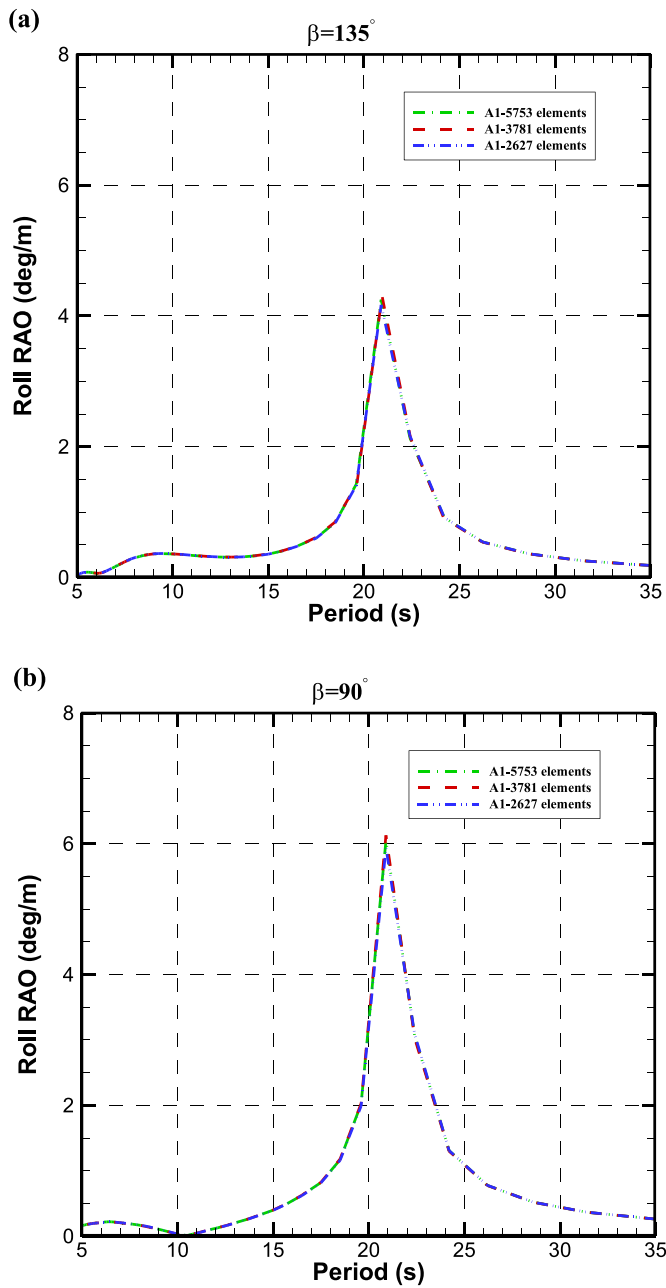 (a)
β=135°
8
6
4
2
0
Roll RAO (deg/m)
A1-5753 elements
A1-3781 elements
A1-2627 elements
5 10 15 20 25 30 35
Period (s)
(b)
β=90°
8
6
4
2
0
Roll RAO (deg/m)
A1-5753 elements
A1-3781 elements
A1-2627 elements
5 10 15 20 25 30 35
Period (s)